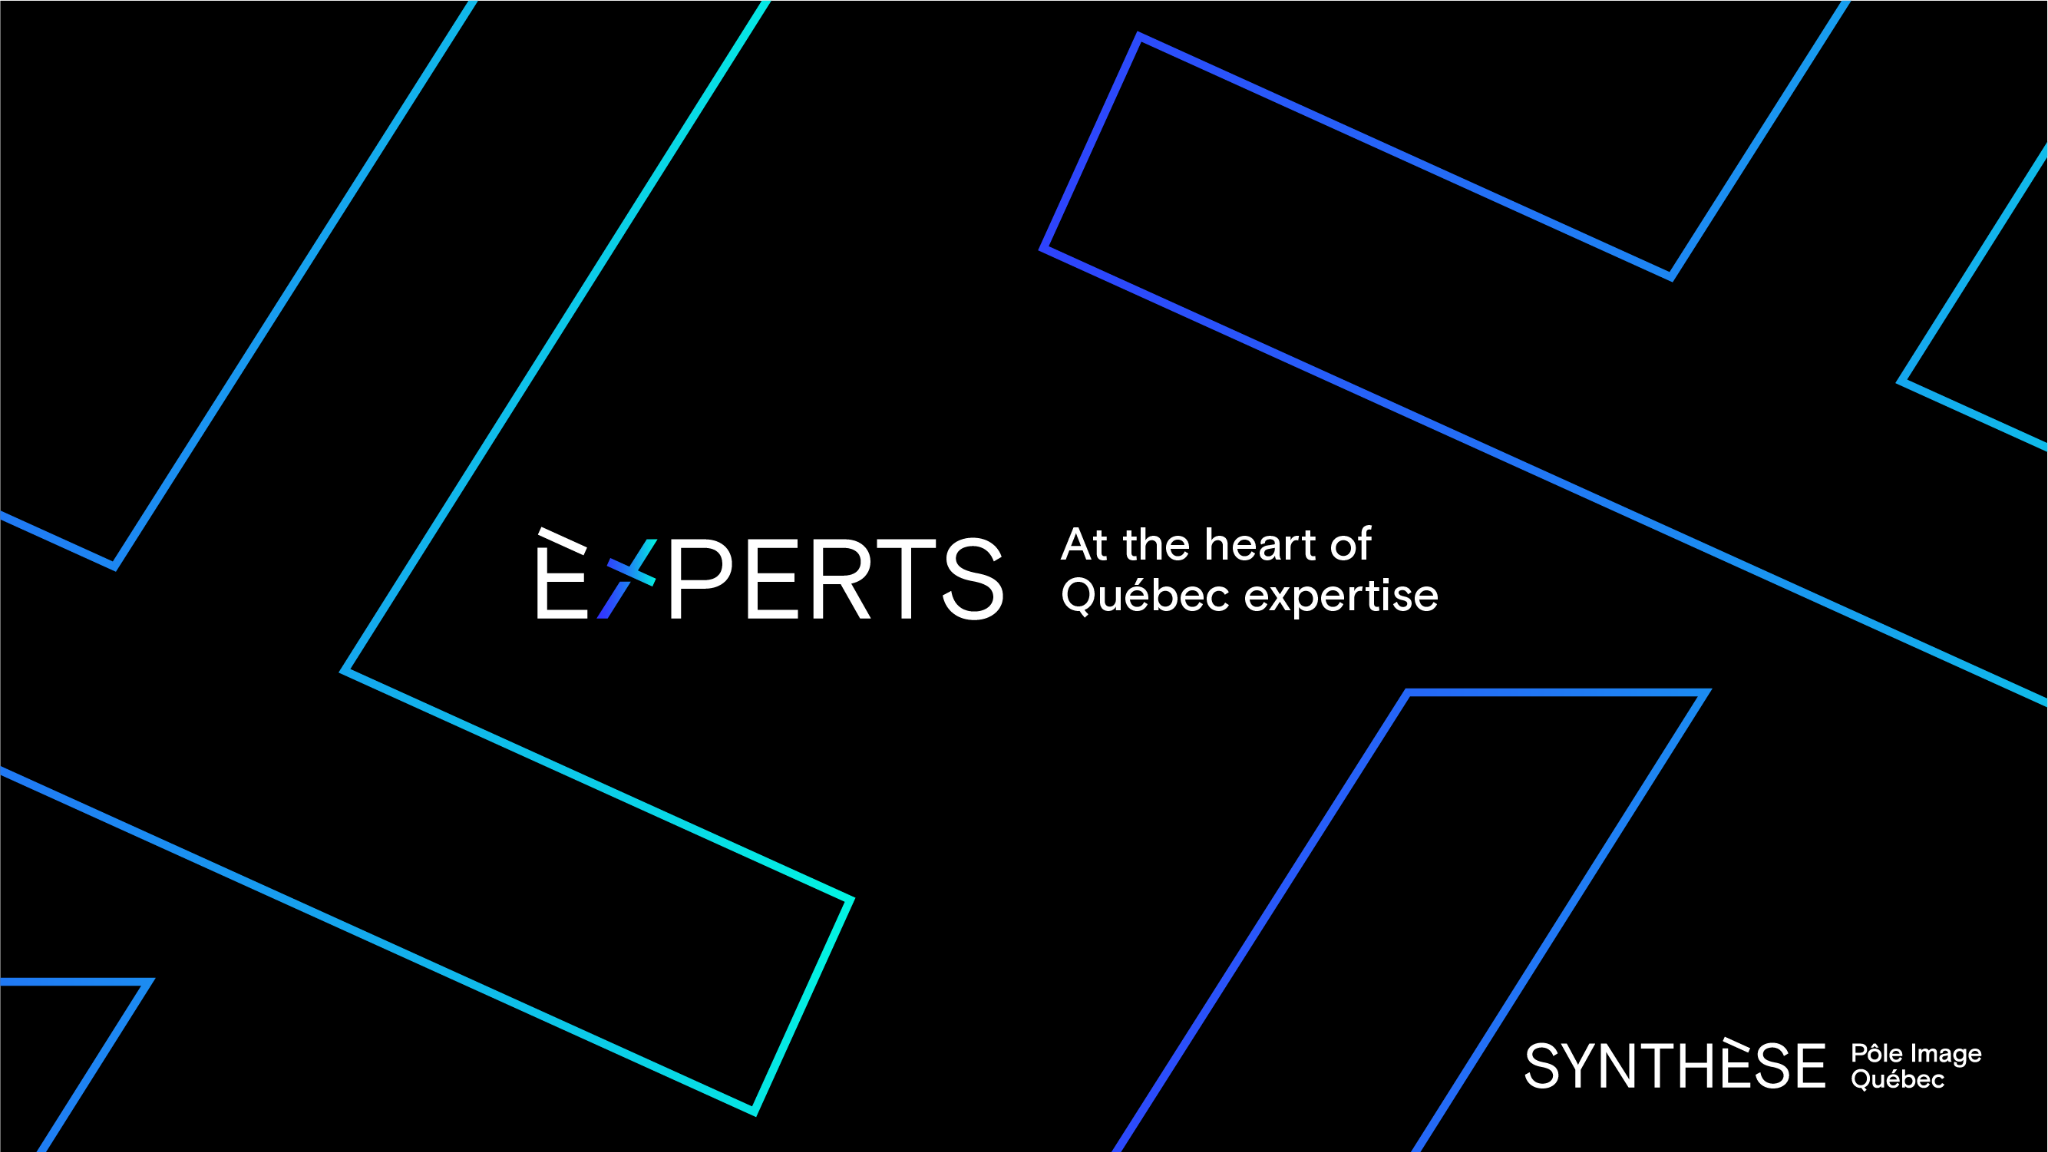 ÈXPERTS
At the heart of
Québec expertise
SYNTHÈSE
Pôle Image
Québec